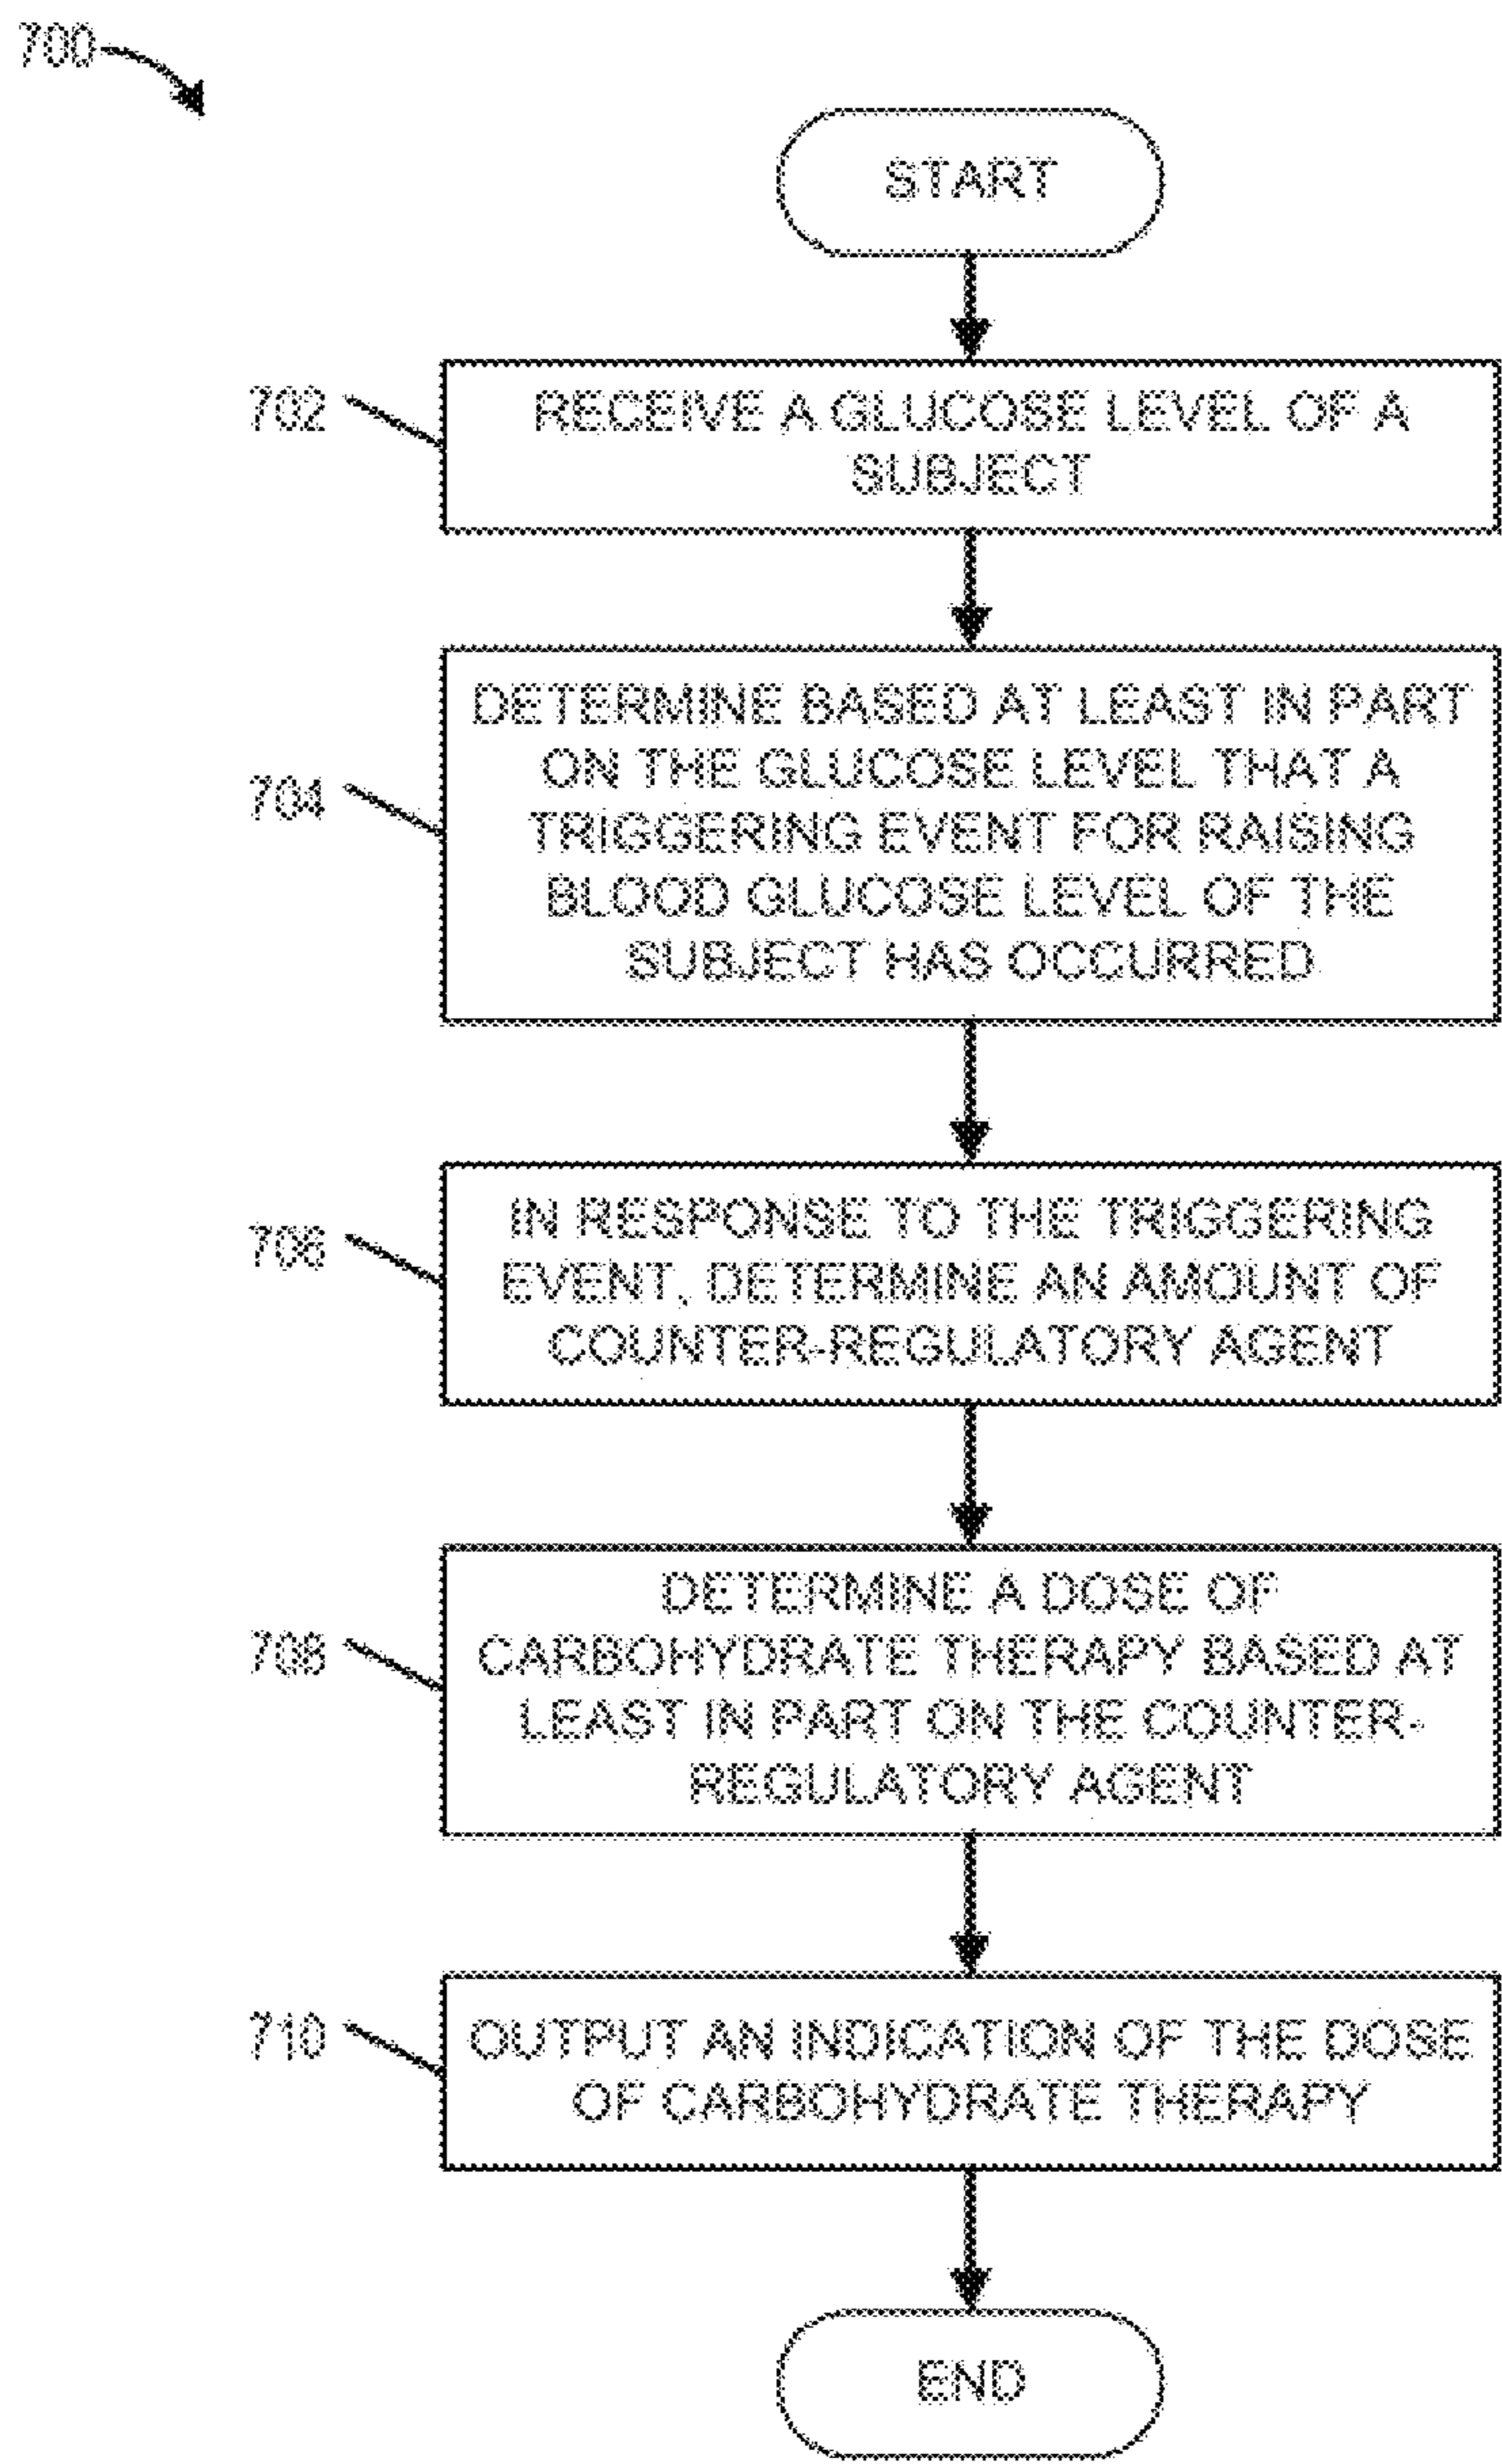 700
START
702
RECEIVE A GLUCOSE LEVEL OF A
SUBJECT
704
DETERMINE BASED AT LEAST IN PART
ON THE GLUCOSE LEVEL THAT A
TRIGGERING EVENT FOR RAISING
BLOOD GLUCOSE LEVEL OF THE
SUBJECT HAS OCCURRED
706
IN RESPONSE TO THE TRIGGERING
EVENT, DETERMINE AN AMOUNT OF
COUNTER-REGULATORY AGENT
708
DETERMINE A DOSE OF
CARBOHYDRATE THERAPY BASED AT
LEAST IN PART ON THE COUNTER-
REGULATORY AGENT
710
OUTPUT AN INDICATION OF THE DOSE
OF CARBOHYDRATE THERAPY
END